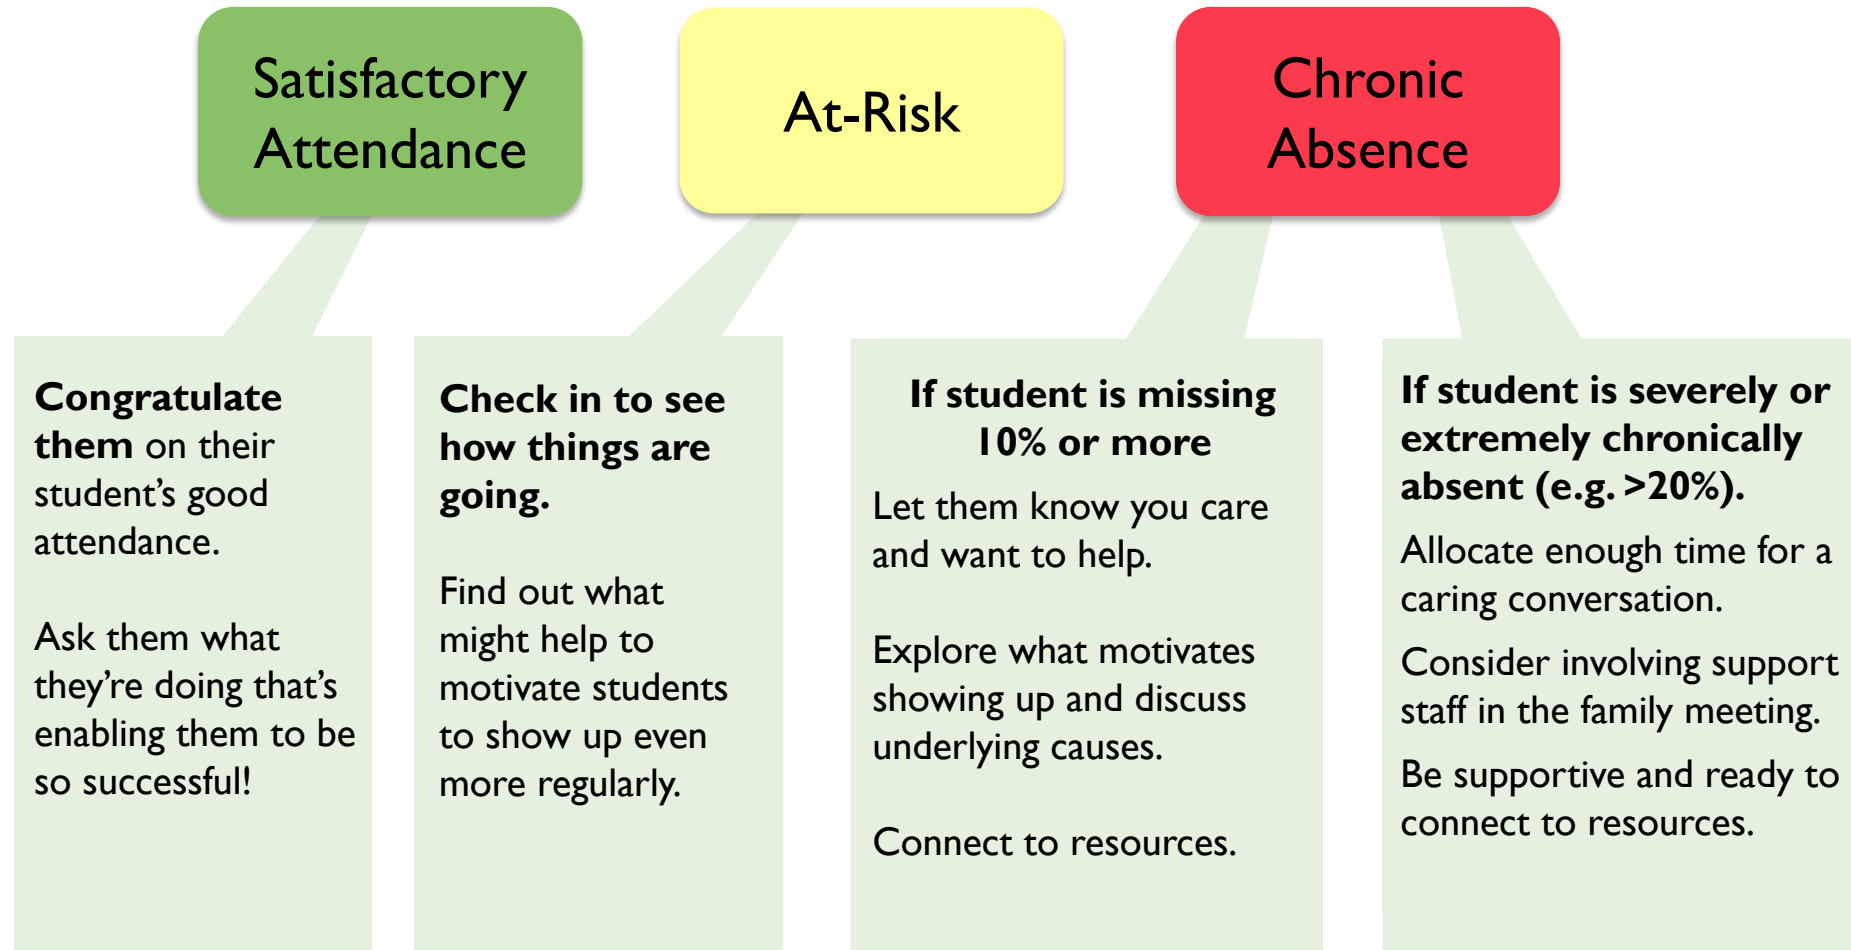 Satisfactory
Attendance
At-Risk
Chronic
Absence
Congratulate
them on their
student’s good
attendance.
Ask them what
they’re doing that’s
enabling them to be
so successful!
Check in to see
how things are
going.
Find out what
might help to
motivate students
to show up even
more regularly.
If student is missing
10% or more
Let them know you care
and want to help.
Explore what motivates
showing up and discuss
underlying causes.
Connect to resources.
If student is severely or
extremely chronically
absent (e.g. >20%).
Allocate enough time for a
caring conversation.
Consider involving support
staff in the family meeting.
Be supportive and ready to
connect to resources.